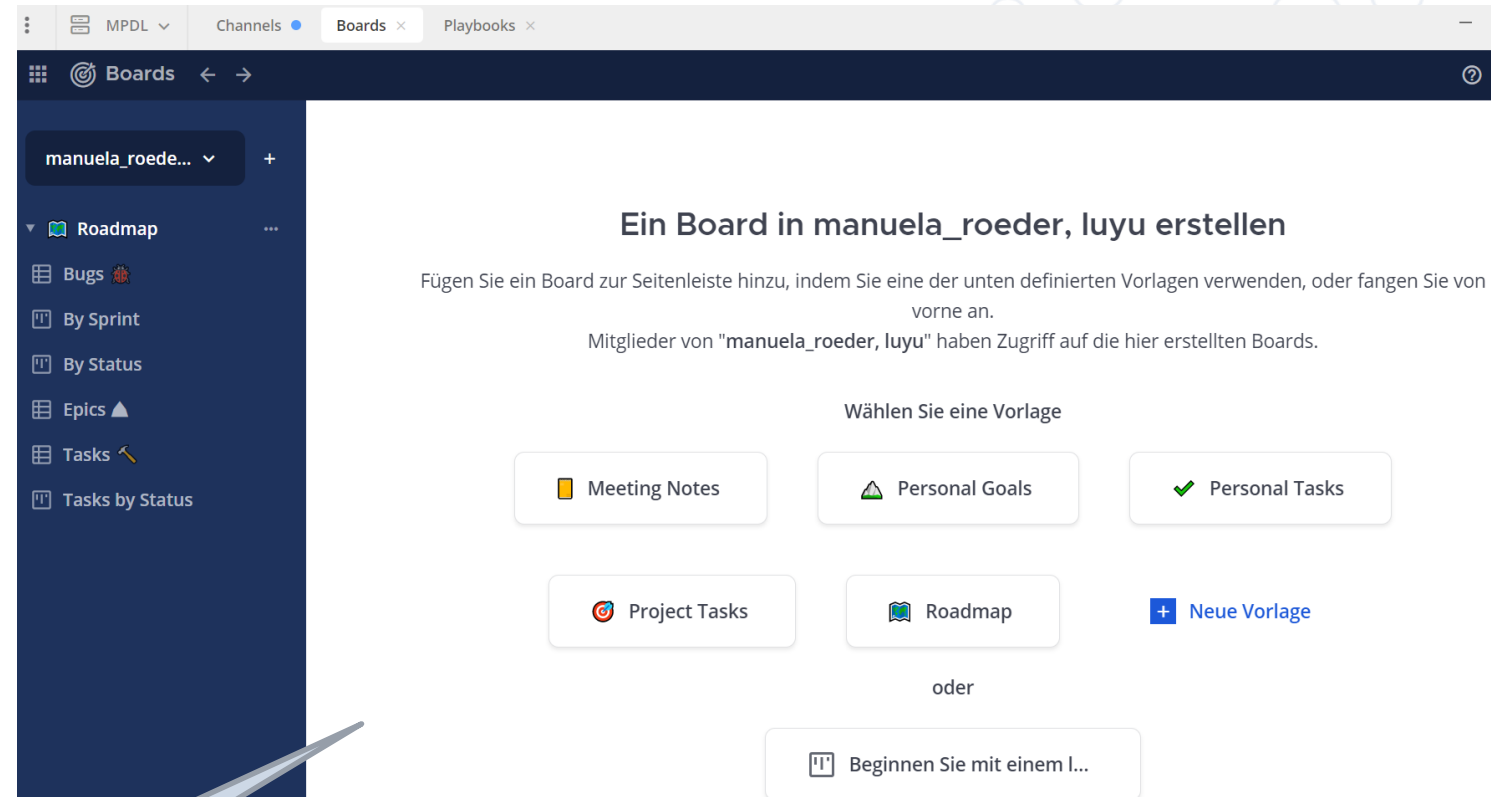 MPDL Channels Boards Playbooks
Boards
manuela_roede...
Roadmap
Bugs
By Sprint
By Status
Epics
Tasks
Tasks by Status
Ein Board in manuela_roeder, luyu erstellen
Fügen Sie ein Board zur Seitenleiste hinzu, indem Sie eine der unten definierten Vorlagen verwenden, oder fangen Sie von
vorne an.
Mitglieder von "manuela_roeder, luyu" haben Zugriff auf die hier erstellten Boards.
Wählen Sie eine Vorlage
Meeting Notes Personal Goals Personal Tasks
Project Tasks Roadmap + Neue Vorlage
oder
Beginnen Sie mit einem l...